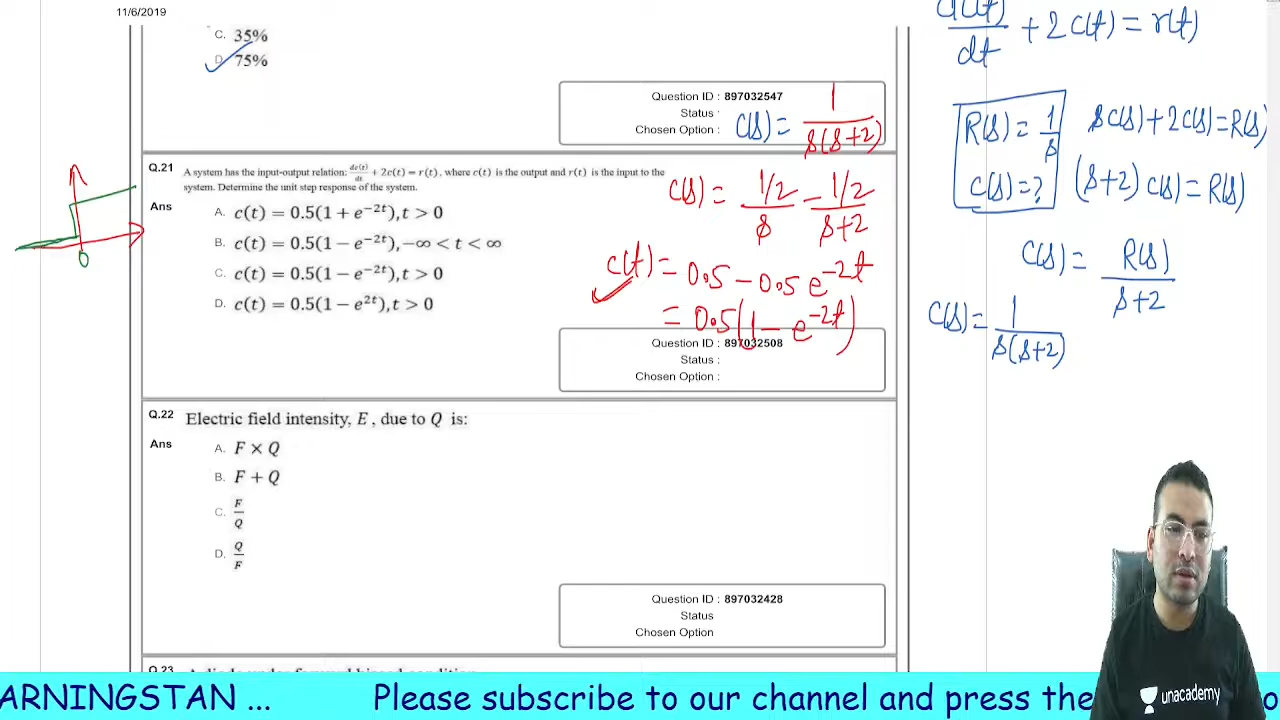 11/6/2019
C. 35%
D. 75%
Question ID : 897032547
Status :
Chosen Option :
C(s) = 1/s(s+2)
Q.21 A system has the input-output relation: dc(t)/dt + 2c(t) = r(t), where c(t) is the output and r(t) is the input to the
system. Determine the unit step response of the system.
Ans
A. c(t) = 0.5(1 + e^−2t), t > 0
B. c(t) = 0.5(1 − e^−2t), −∞ < t < ∞
C. c(t) = 0.5(1 − e^−2t), t > 0
D. c(t) = 0.5(1 − e^2t), t > 0
0
C(s) = 1/2/s − 1/2/s+2
c(t) = 0.5 − 0.5 e^−2t
= 0.5(1 − e^−2t)
Question ID : 897032508
Status :
Chosen Option :
dt + 2c(t) = r(t)
R(s) = 1/s
C(s) = ?
sC(s) + 2C(s) = R(s)
(s+2) C(s) = R(s)
C(s) = R(s)/s+2
C(s) = 1/s(s+2)
Q.22 Electric field intensity, E , due to Q is:
Ans
A. F × Q
B. F + Q
C. F/Q
D. Q/F
Question ID : 897032428
Status
Chosen Option
unacademy
ARNINGSTAN ... Please subscribe to our channel and press the